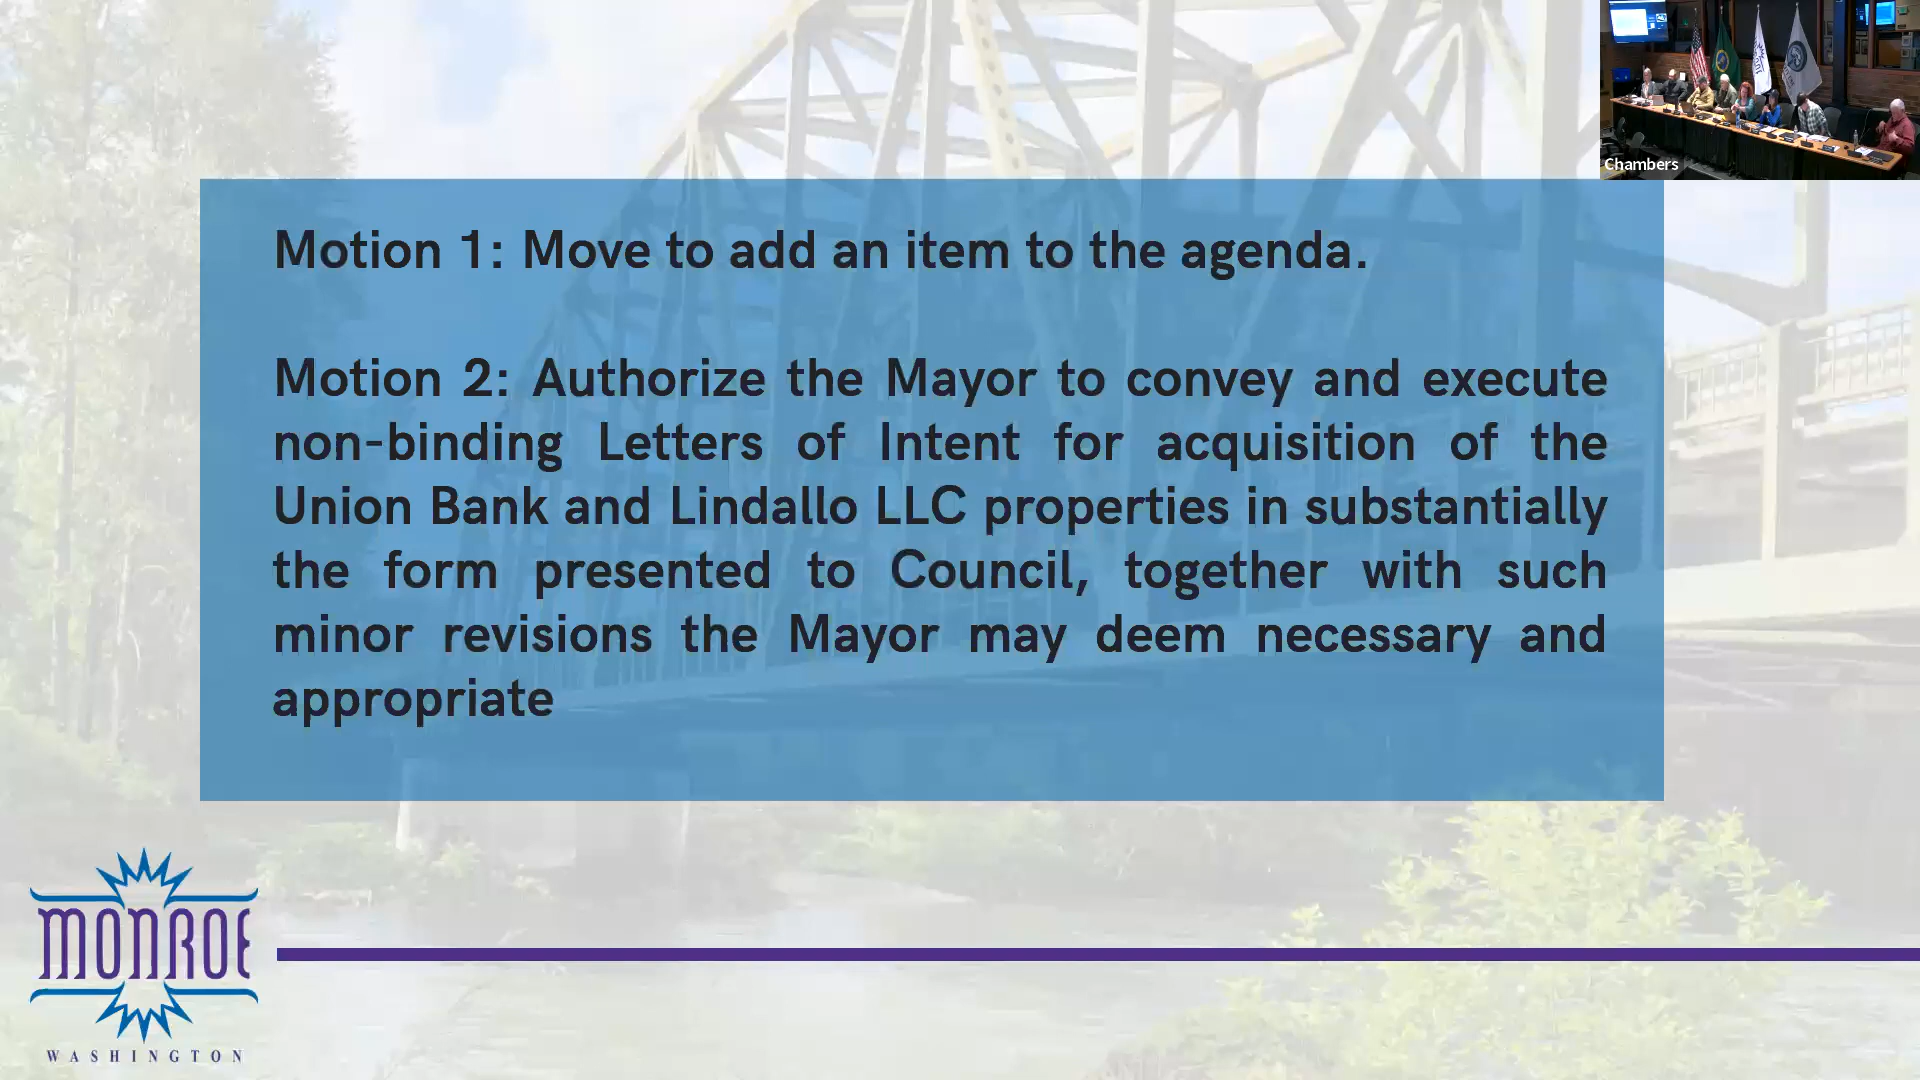 Chambers
Motion 1: Move to add an item to the agenda.
Motion 2: Authorize the Mayor to convey and execute
non-binding Letters of Intent for acquisition of the
Union Bank and Lindallo LLC properties in substantially
the form presented to Council, together with such
minor revisions the Mayor may deem necessary and
appropriate
MONROE
WASHINGTON